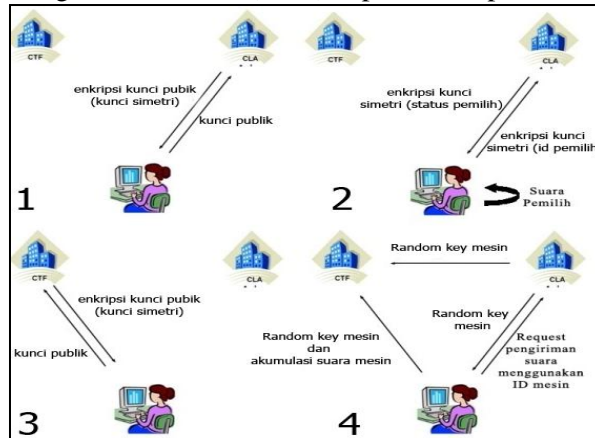 CTF
CLA
enkripsi kunci pubik
(kunci simetri)
kunci publik
1
CTF
CLA
enkripsi kunci
simetri (status pemilih)
enkripsi kunci
simetri (id pemilih)
Suara
Pemilih
2
CTF
CLA
enkripsi kunci pubik
(kunci simetri)
kunci publik
3
CTF
CLA
Random key mesin
Random key
mesin
Random key mesin
dan
akumulasi suara mesin
Request
pengiriman
suara
menggunakan
ID mesin
4